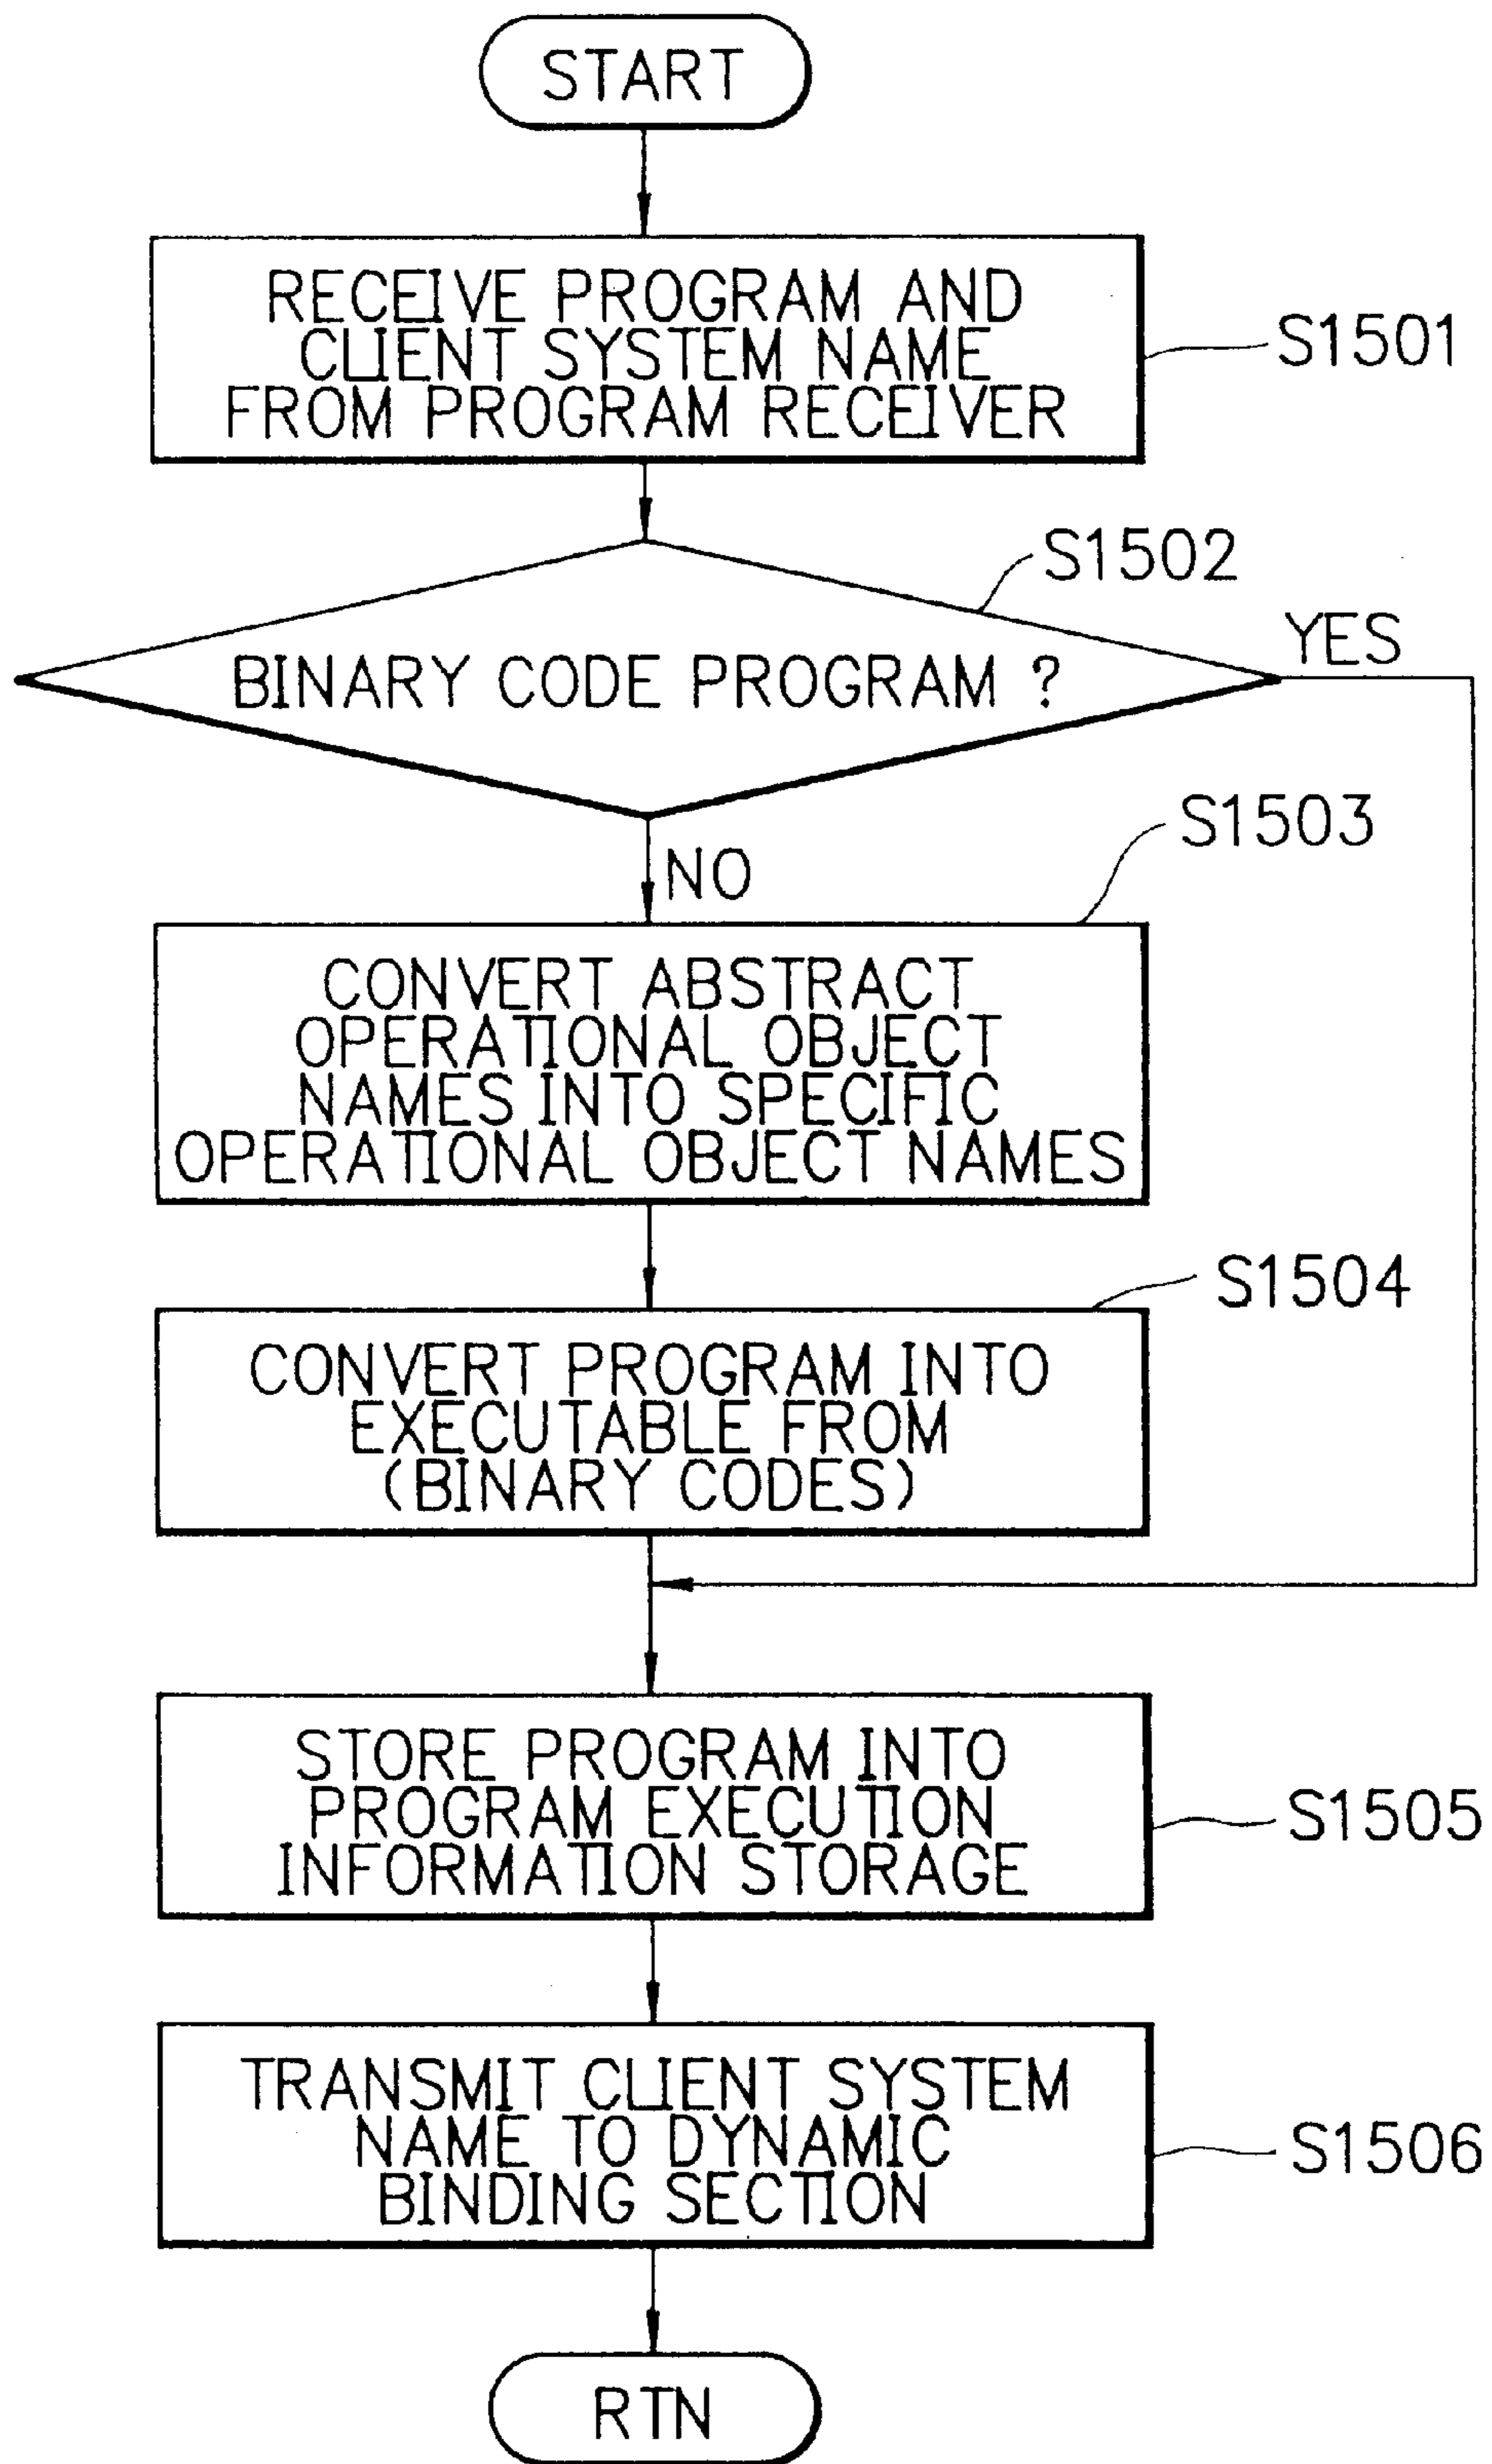 START
RECEIVE PROGRAM AND
CLIENT SYSTEM NAME
FROM PROGRAM RECEIVER
S1501
S1502
BINARY CODE PROGRAM ?
YES
NO
S1503
CONVERT ABSTRACT
OPERATIONAL OBJECT
NAMES INTO SPECIFIC
OPERATIONAL OBJECT NAMES
S1504
CONVERT PROGRAM INTO
EXECUTABLE FROM
(BINARY CODES)
STORE PROGRAM INTO
PROGRAM EXECUTION
INFORMATION STORAGE
S1505
TRANSMIT CLIENT SYSTEM
NAME TO DYNAMIC
BINDING SECTION
S1506
RTN